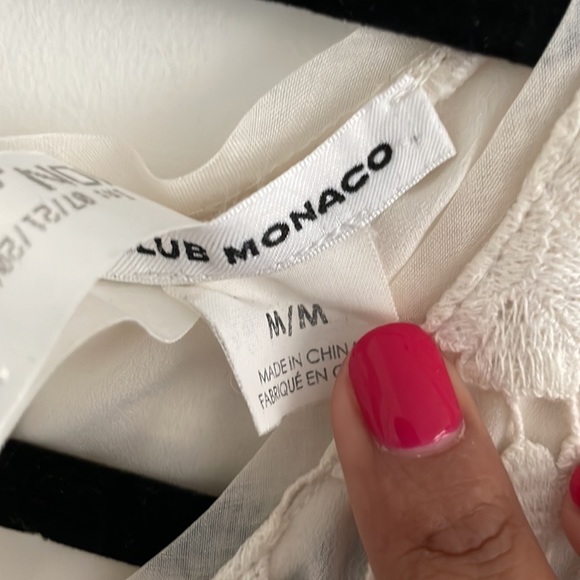 LUB MONACO
M/M
MADE IN CHINA
FABRIQUÉ EN C